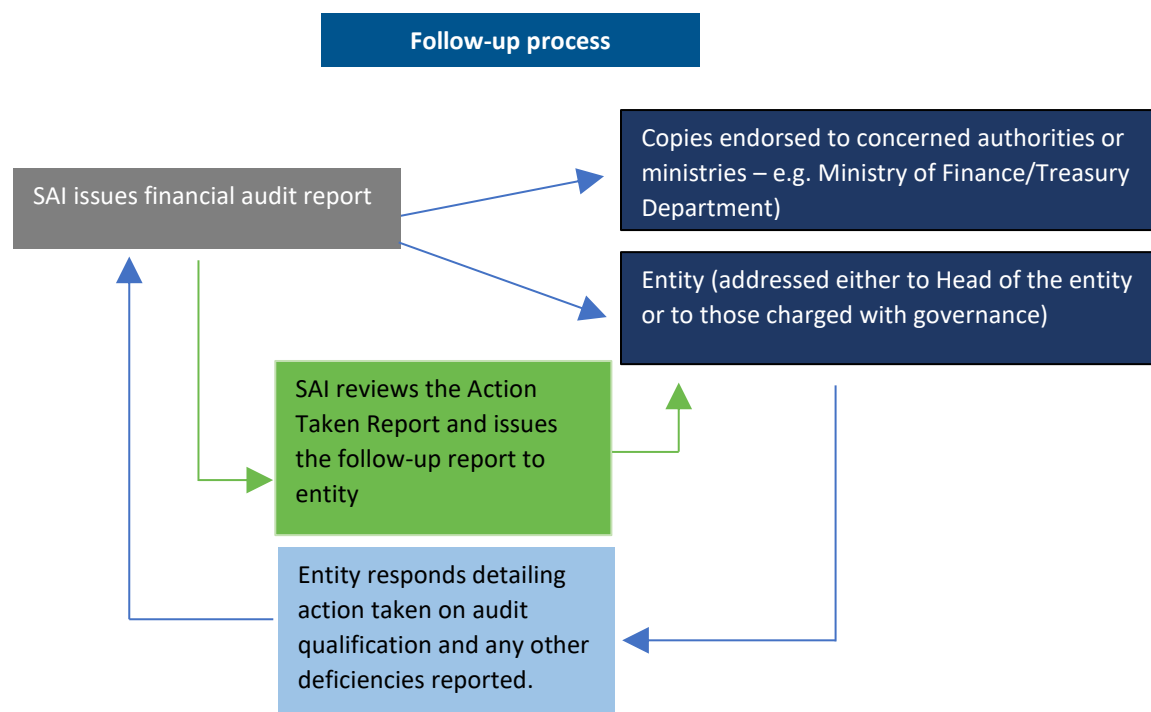 Follow-up process
Copies endorsed to concerned authorities or
ministries – e.g. Ministry of Finance/Treasury
Department)
SAI issues financial audit report
Entity (addressed either to Head of the entity
or to those charged with governance)
SAI reviews the Action
Taken Report and issues
the follow-up report to
entity
Entity responds detailing
action taken on audit
qualification and any other
deficiencies reported.